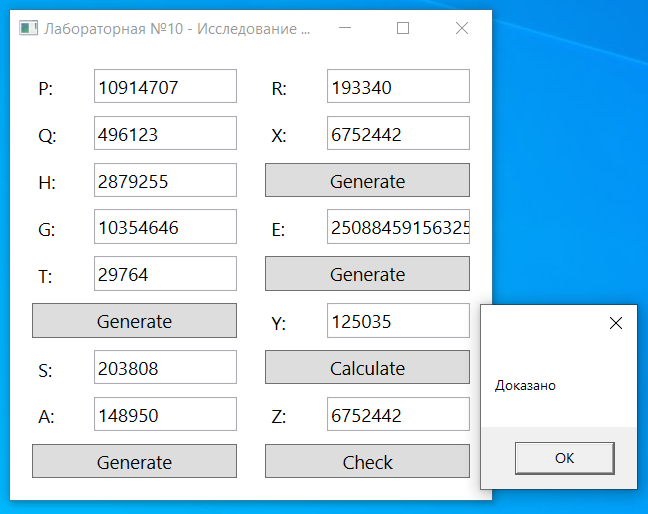 Лабораторная №10 - Исследование ...
P: 10914707 R: 193340
Q: 496123 X: 6752442
H: 2879255 Generate
G: 10354646 E: 25088459156325
T: 29764 Generate
Generate Y: 125035
S: 203808 Calculate
A: 148950 Z: 6752442
Generate Check
Доказано
OK